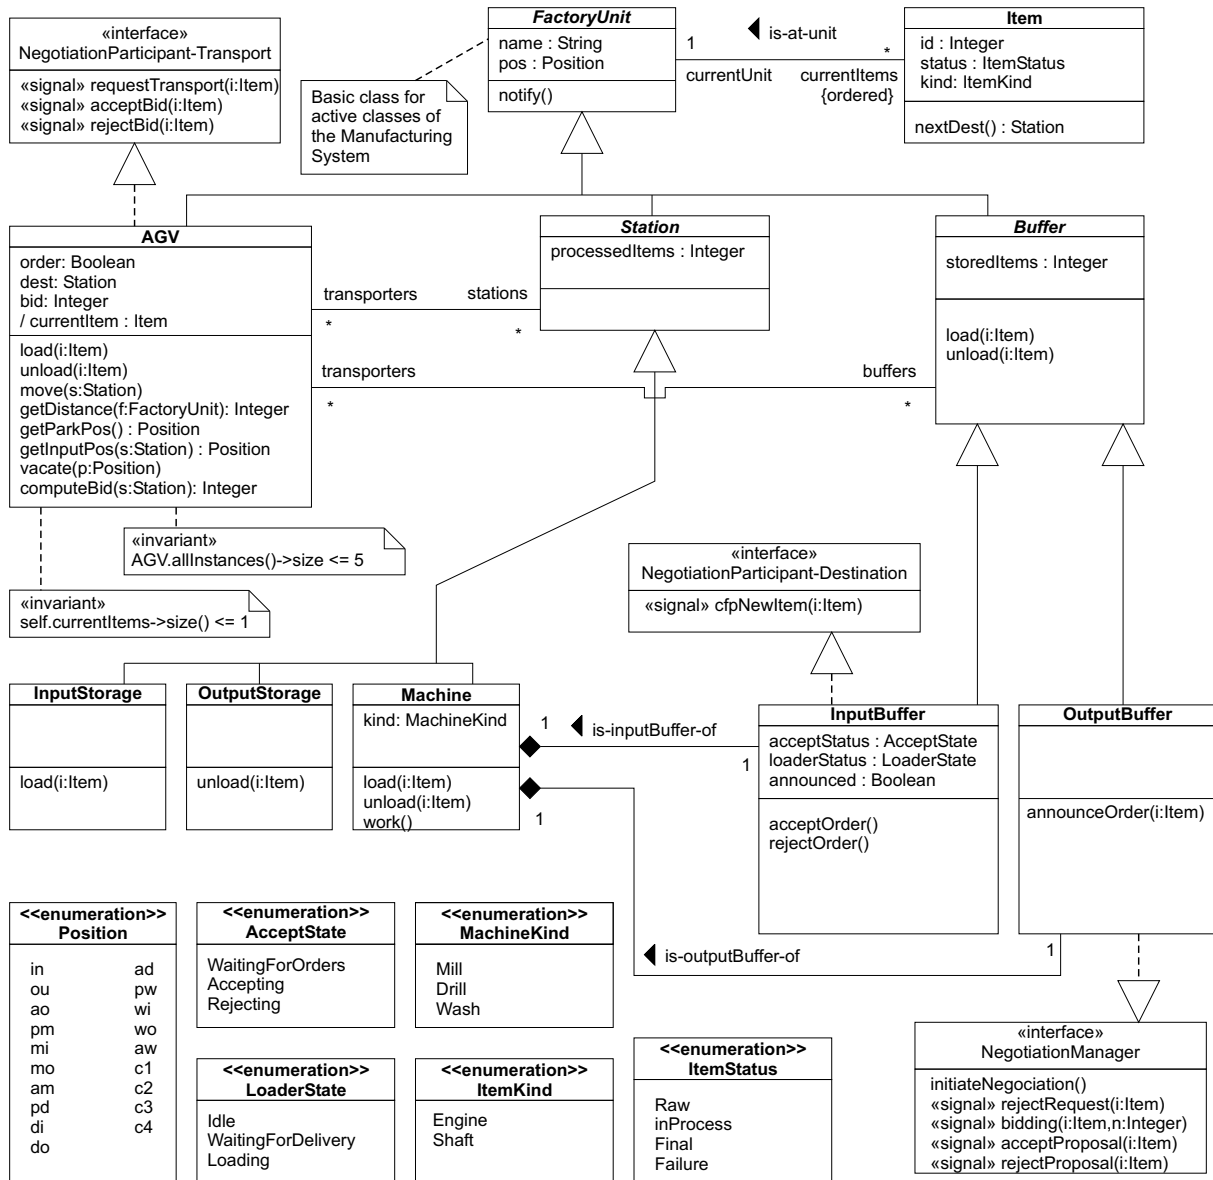 «interface»
NegotiationParticipant-Transport
«signal» requestTransport(i:Item)
«signal» acceptBid(i:Item)
«signal» rejectBid(i:Item)
Basic class for
active classes of
the Manufacturing
System
FactoryUnit
name : String
pos : Position
notify()
1
is-at-unit
*
currentUnit
currentItems
{ordered}
Item
id : Integer
status : ItemStatus
kind: ItemKind
nextDest() : Station
AGV
order: Boolean
dest: Station
bid: Integer
/ currentItem : Item
load(i:Item)
unload(i:Item)
move(s:Station)
getDistance(f:FactoryUnit): Integer
getParkPos() : Position
getInputPos(s:Station) : Position
vacate(p:Position)
computeBid(s:Station): Integer
transporters
*
stations
*
transporters
*
buffers
*
Station
processedItems : Integer
Buffer
storedItems : Integer
load(i:Item)
unload(i:Item)
«invariant»
AGV.allInstances()->size <= 5
«invariant»
self.currentItems->size() <= 1
«interface»
NegotiationParticipant-Destination
«signal» cfpNewItem(i:Item)
InputStorage
load(i:Item)
OutputStorage
unload(i:Item)
Machine
kind: MachineKind
load(i:Item)
unload(i:Item)
work()
1
is-inputBuffer-of
1
1
InputBuffer
acceptStatus : AcceptState
loaderStatus : LoaderState
announced : Boolean
acceptOrder()
rejectOrder()
OutputBuffer
announceOrder(i:Item)
is-outputBuffer-of
1
<<enumeration>>
Position
in
ou
ao
pm
mi
mo
am
pd
di
do
ad
pw
wi
wo
aw
c1
c2
c3
c4
<<enumeration>>
AcceptState
WaitingForOrders
Accepting
Rejecting
<<enumeration>>
MachineKind
Mill
Drill
Wash
<<enumeration>>
LoaderState
Idle
WaitingForDelivery
Loading
<<enumeration>>
ItemKind
Engine
Shaft
<<enumeration>>
ItemStatus
Raw
inProcess
Final
Failure
«interface»
NegotiationManager
initiateNegociation()
«signal» rejectRequest(i:Item)
«signal» bidding(i:Item,n:Integer)
«signal» acceptProposal(i:Item)
«signal» rejectProposal(i:Item)